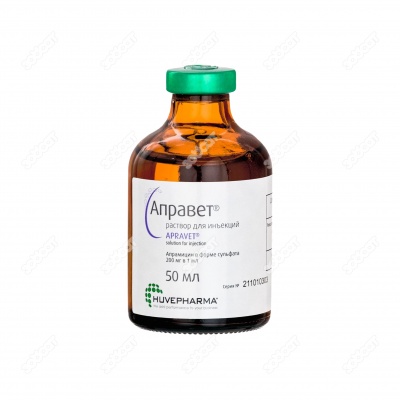 Аправет®
раствор для инъекций
APRAVET®
solution for injection
Апрамицин в форме сульфата
200 мг в 1 мл
50 мл
серия № 211010303
HUVEPHARMA